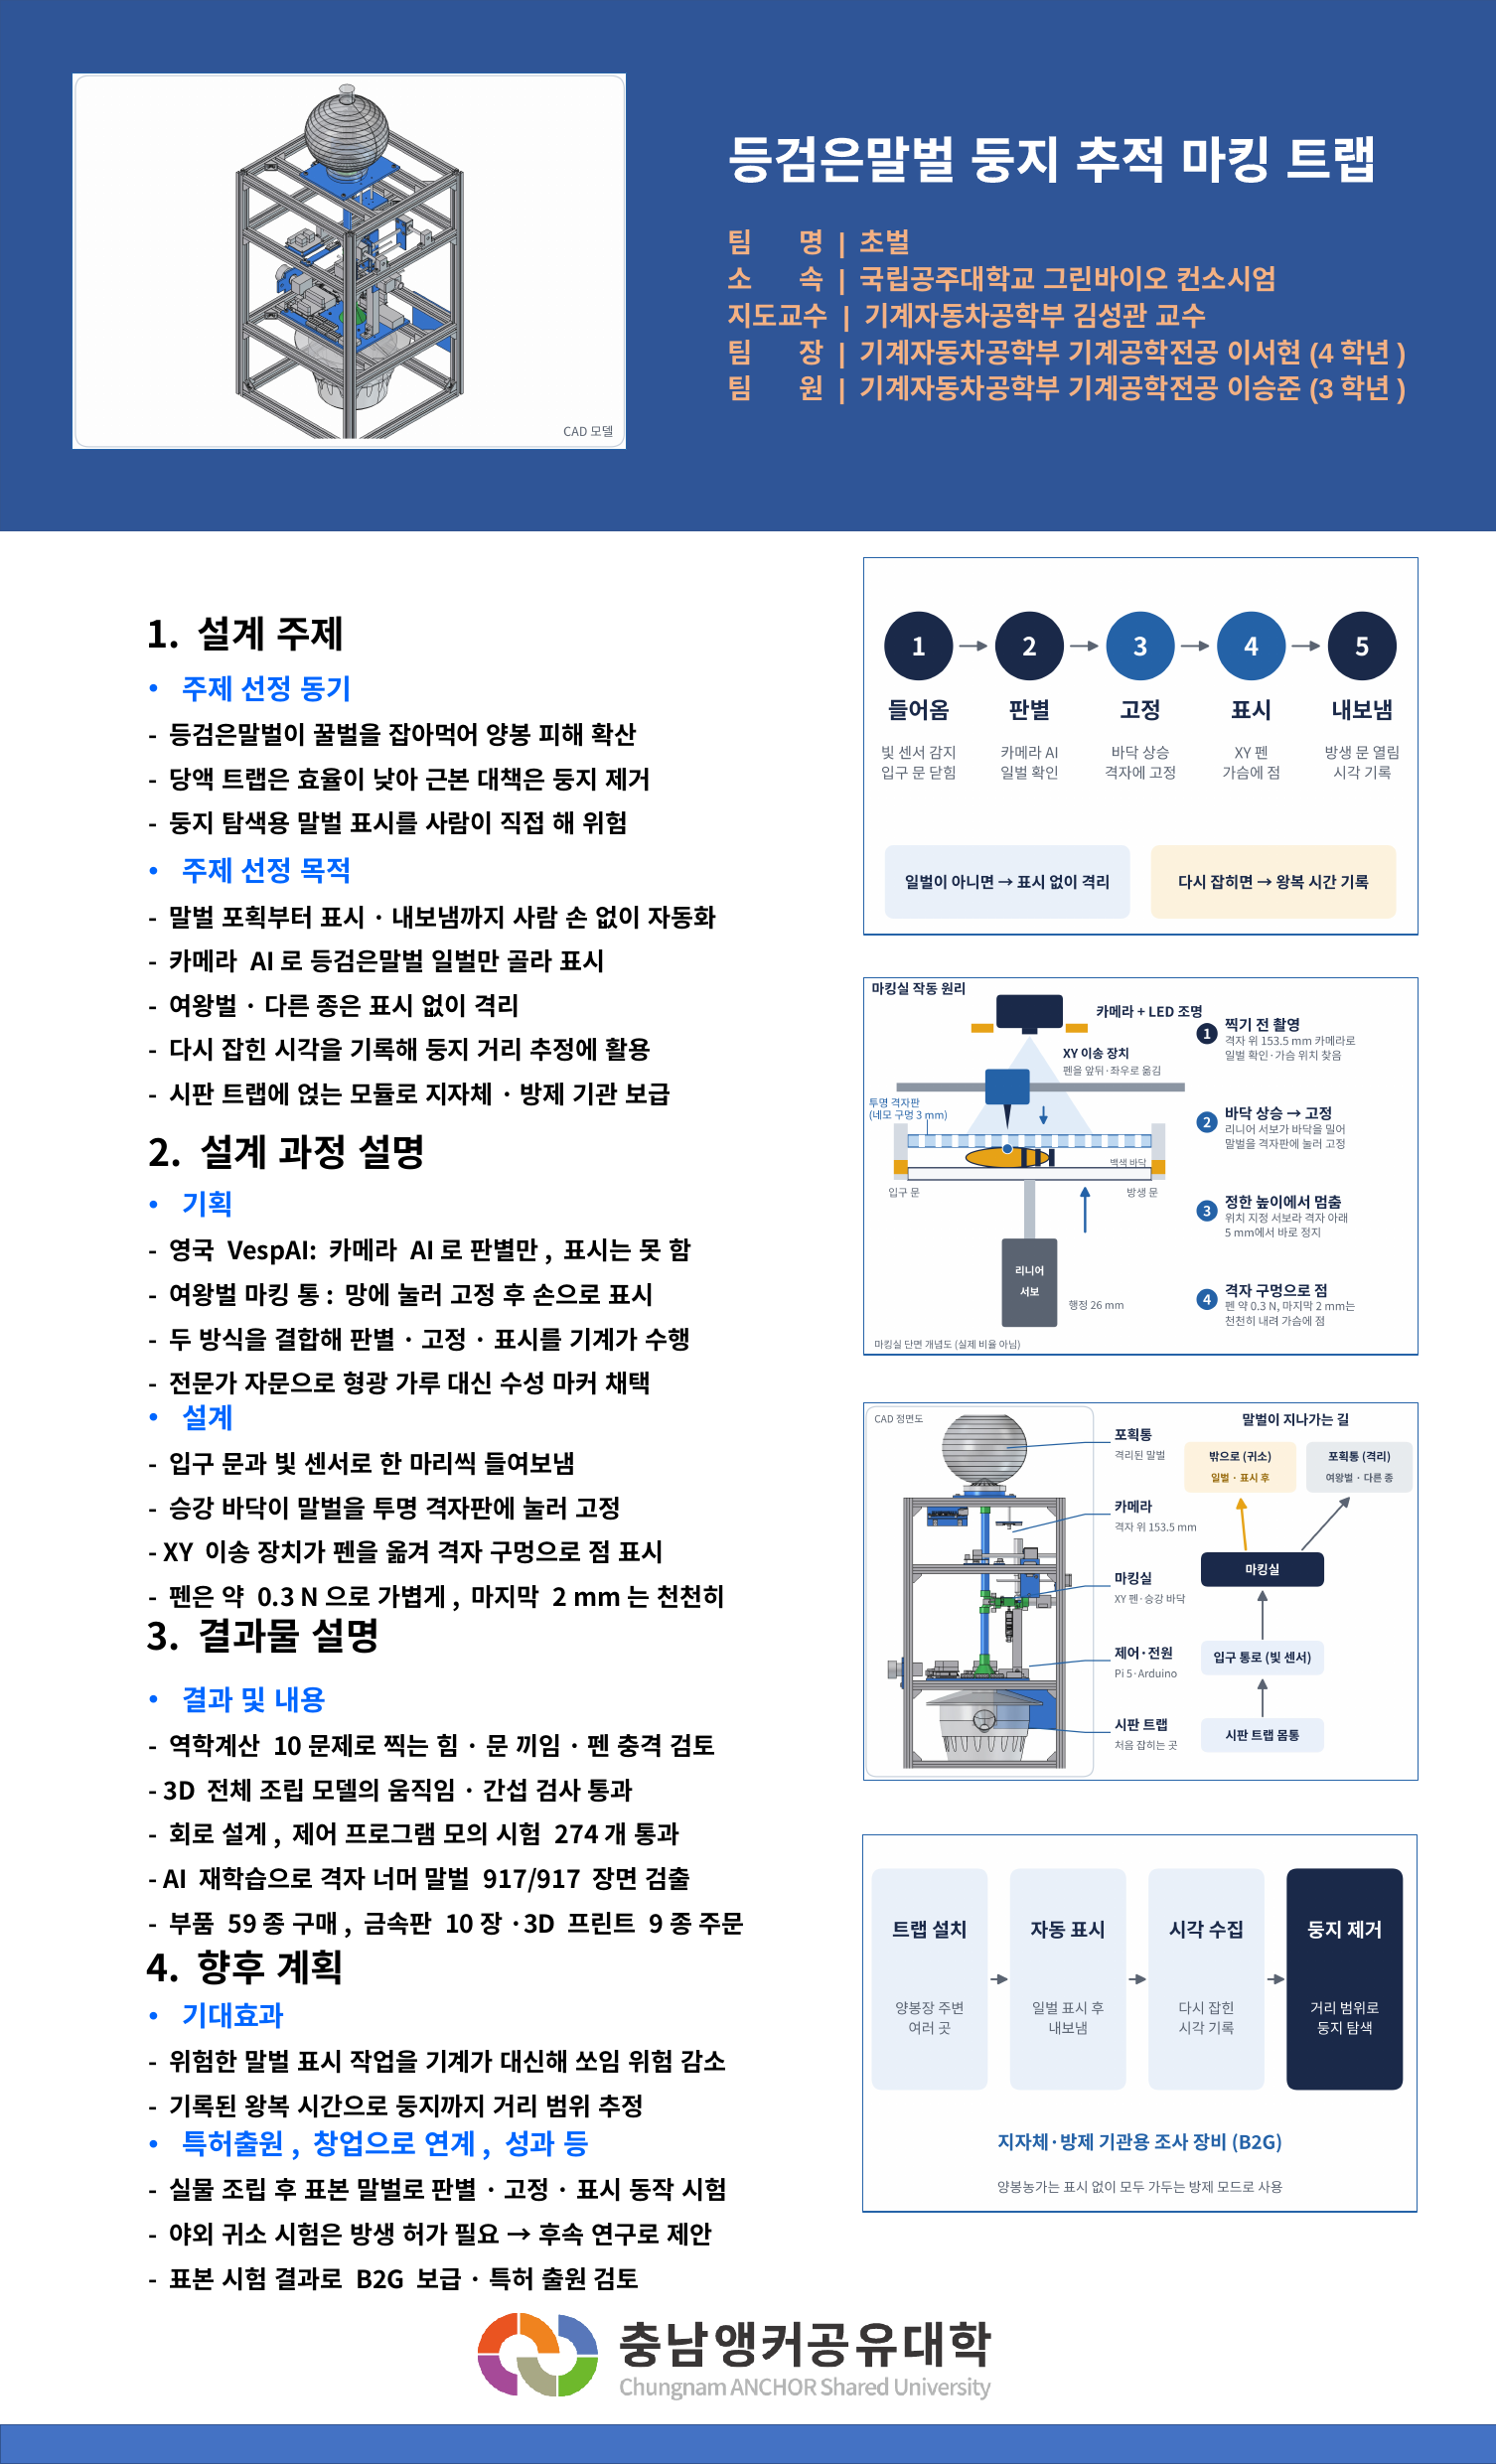 CAD 모델
등검은말벌 둥지 추적 마킹 트랩
팀 명 | 초벌
소 속 | 국립공주대학교 그린바이오 컨소시엄
지도교수 | 기계자동차공학부 김성관 교수
팀 장 | 기계자동차공학부 기계공학전공 이서현 (4 학년 )
팀 원 | 기계자동차공학부 기계공학전공 이승준 (3 학년 )
1. 설계 주제
• 주제 선정 동기
- 등검은말벌이 꿀벌을 잡아먹어 양봉 피해 확산
- 당액 트랩은 효율이 낮아 근본 대책은 둥지 제거
- 둥지 탐색용 말벌 표시를 사람이 직접 해 위험
• 주제 선정 목적
- 말벌 포획부터 표시 · 내보냄까지 사람 손 없이 자동화
- 카메라 AI 로 등검은말벌 일벌만 골라 표시
- 여왕벌 · 다른 종은 표시 없이 격리
- 다시 잡힌 시각을 기록해 둥지 거리 추정에 활용
- 시판 트랩에 얹는 모듈로 지자체 · 방제 기관 보급
2. 설계 과정 설명
• 기획
- 영국 VespAI: 카메라 AI 로 판별만 , 표시는 못 함
- 여왕벌 마킹 통 : 망에 눌러 고정 후 손으로 표시
- 두 방식을 결합해 판별 · 고정 · 표시를 기계가 수행
- 전문가 자문으로 형광 가루 대신 수성 마커 채택
• 설계
- 입구 문과 빛 센서로 한 마리씩 들여보냄
- 승강 바닥이 말벌을 투명 격자판에 눌러 고정
- XY 이송 장치가 펜을 옮겨 격자 구멍으로 점 표시
- 펜은 약 0.3 N 으로 가볍게 , 마지막 2 mm 는 천천히
3. 결과물 설명
• 결과 및 내용
- 역학계산 10 문제로 찍는 힘 · 문 끼임 · 펜 충격 검토
- 3D 전체 조립 모델의 움직임 · 간섭 검사 통과
- 회로 설계 , 제어 프로그램 모의 시험 274 개 통과
- AI 재학습으로 격자 너머 말벌 917/917 장면 검출
- 부품 59 종 구매 , 금속판 10 장 · 3D 프린트 9 종 주문
4. 향후 계획
• 기대효과
- 위험한 말벌 표시 작업을 기계가 대신해 쏘임 위험 감소
- 기록된 왕복 시간으로 둥지까지 거리 범위 추정
• 특허출원 , 창업으로 연계 , 성과 등
- 실물 조립 후 표본 말벌로 판별 · 고정 · 표시 동작 시험
- 야외 귀소 시험은 방생 허가 필요 → 후속 연구로 제안
- 표본 시험 결과로 B2G 보급 · 특허 출원 검토
1 2 3 4 5
들어옴 판별 고정 표시 내보냄
빛 센서 감지 카메라 AI 바닥 상승 XY 펜 방생 문 열림
입구 문 닫힘 일벌 확인 격자에 고정 가슴에 점 시각 기록
일벌이 아니면 → 표시 없이 격리
다시 잡히면 → 왕복 시간 기록
마킹실 작동 원리
카메라 + LED 조명
XY 이송 장치
펜을 앞뒤·좌우로 옮김
투명 격자판
(네모 구멍 3 mm)
백색 바닥
입구 문
방생 문
리니어
서보
행정 26 mm
마킹실 단면 개념도 (실제 비율 아님)
1 찍기 전 촬영
격자 위 153.5 mm 카메라로
일벌 확인·가슴 위치 찾음
2 바닥 상승 → 고정
리니어 서보가 바닥을 밀어
말벌을 격자판에 눌러 고정
3 정한 높이에서 멈춤
위치 지정 서보라 격자 아래
5 mm에서 바로 정지
4 격자 구멍으로 점
펜 약 0.3 N, 마지막 2 mm는
천천히 내려 가슴에 점
CAD 정면도
포획통
격리된 말벌
카메라
격자 위 153.5 mm
마킹실
XY 펜·승강 바닥
제어·전원
Pi 5·Arduino
시판 트랩
처음 잡히는 곳
말벌이 지나가는 길
밖으로 (귀소)
일벌 · 표시 후
포획통 (격리)
여왕벌 · 다른 종
마킹실
입구 통로 (빛 센서)
시판 트랩 몸통
트랩 설치 자동 표시 시각 수집 둥지 제거
양봉장 주변 일벌 표시 후 다시 잡힌 거리 범위로
여러 곳 내보냄 시각 기록 둥지 탐색
지자체·방제 기관용 조사 장비 (B2G)
양봉농가는 표시 없이 모두 가두는 방제 모드로 사용
충남앵커공유대학
Chungnam ANCHOR Shared University